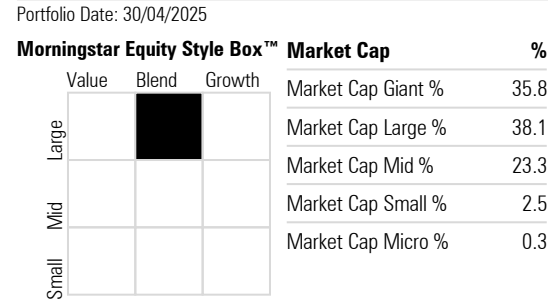 Portfolio Date: 30/04/2025
Morningstar Equity Style Box™
Value Blend Growth
Large
Mid
Small
Market Cap %
Market Cap Giant % 35.8
Market Cap Large % 38.1
Market Cap Mid % 23.3
Market Cap Small % 2.5
Market Cap Micro % 0.3